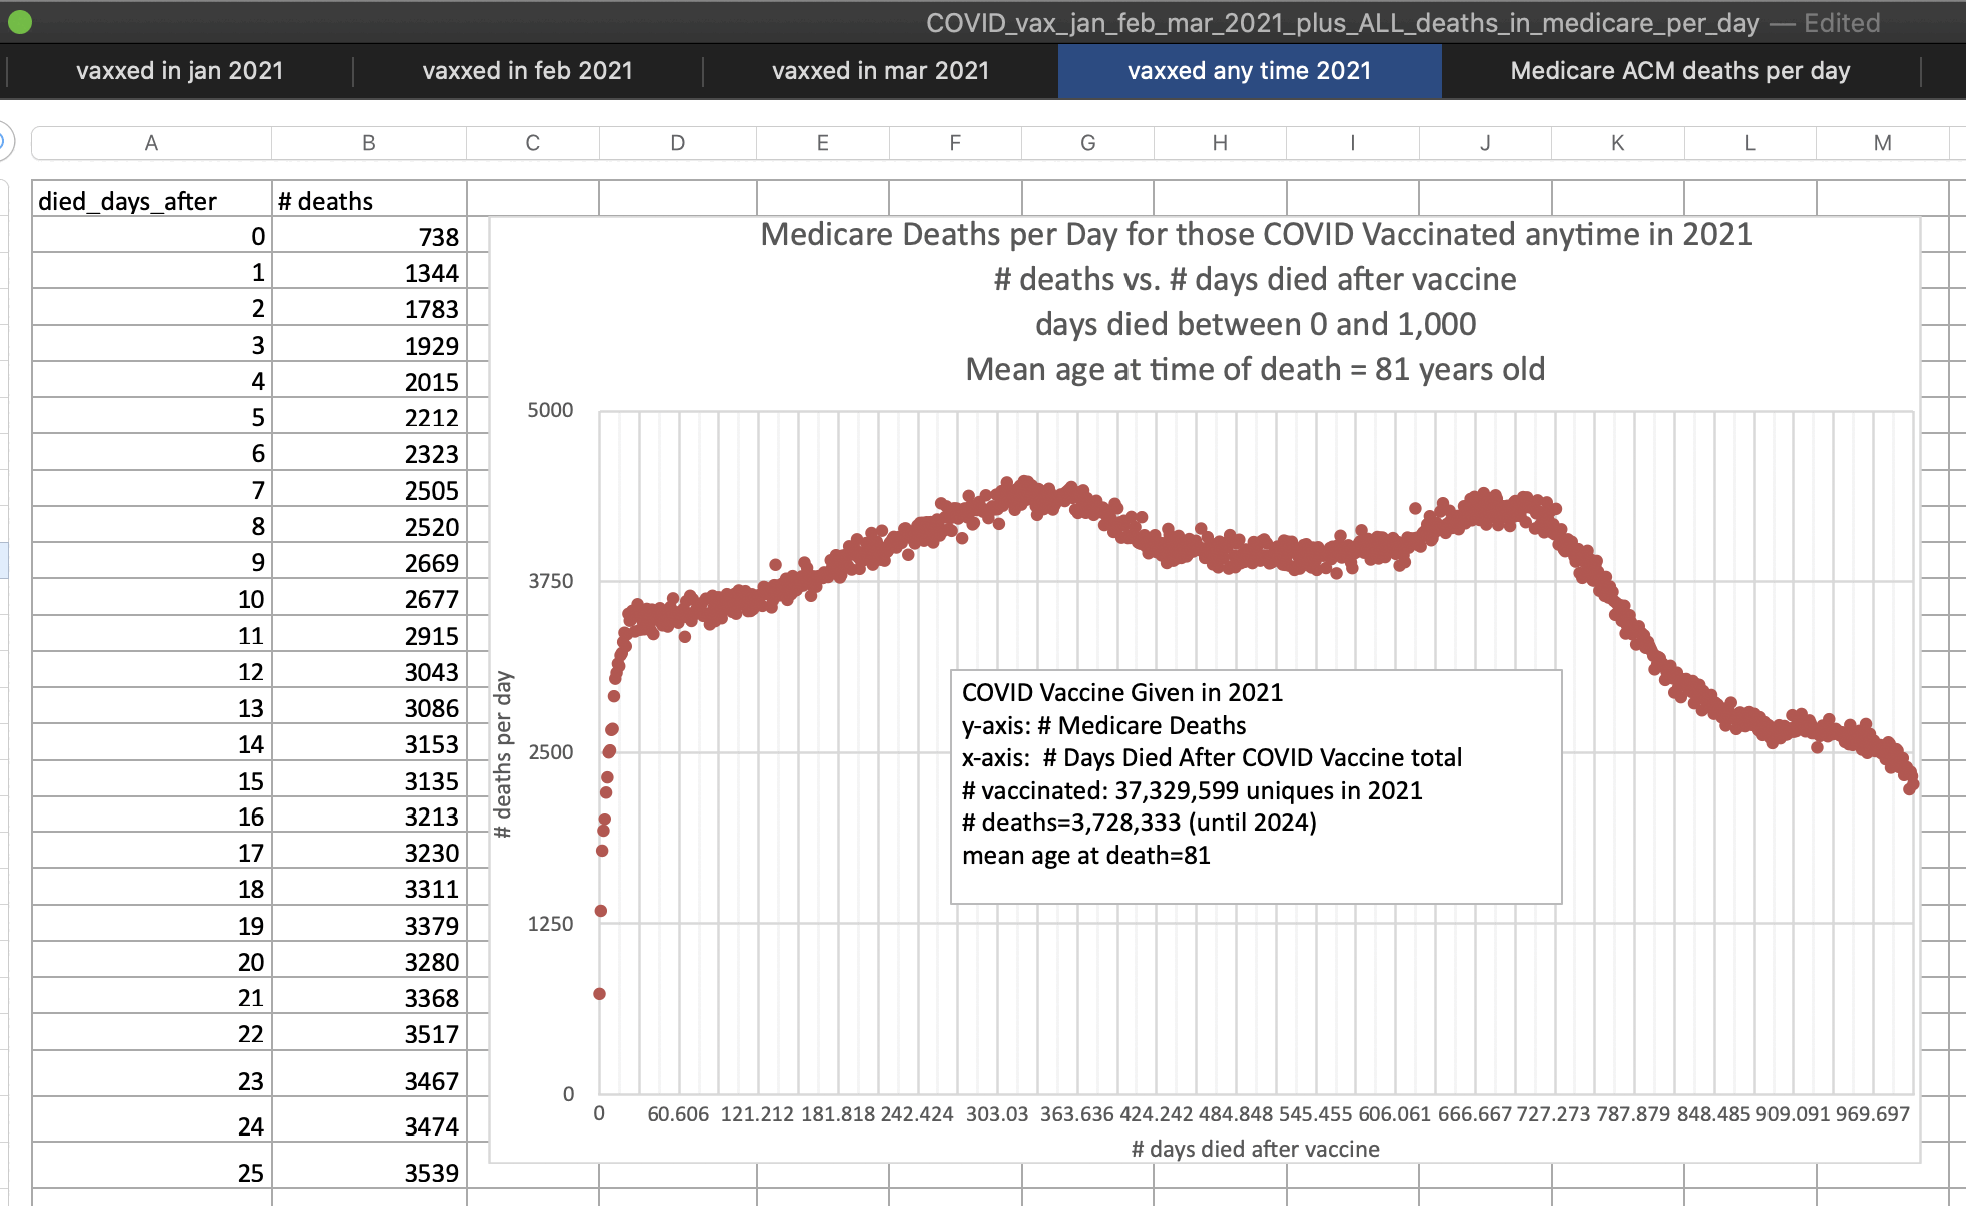 COVID_vax_jan_feb_mar_2021_plus_ALL_deaths_in_medicare_per_day — Edited
vaxxed in jan 2021 vaxxed in feb 2021 vaxxed in mar 2021 vaxxed any time 2021 Medicare ACM deaths per day
A B C D E F G H I J K L M
died_days_after # deaths
0 738
1 1344
2 1783
3 1929
4 2015
5 2212
6 2323
7 2505
8 2520
9 2669
10 2677
11 2915
12 3043
13 3086
14 3153
15 3135
16 3213
17 3230
18 3311
19 3379
20 3280
21 3368
22 3517
23 3467
24 3474
25 3539
Medicare Deaths per Day for those COVID Vaccinated anytime in 2021
# deaths vs. # days died after vaccine
days died between 0 and 1,000
Mean age at time of death = 81 years old
5000
3750
2500
1250
0
# deaths per day
COVID Vaccine Given in 2021
y-axis: # Medicare Deaths
x-axis: # Days Died After COVID Vaccine total
# vaccinated: 37,329,599 uniques in 2021
# deaths=3,728,333 (until 2024)
mean age at death=81
0 60.606 121.212 181.818 242.424 303.03 363.636 424.242 484.848 545.455 606.061 666.667 727.273 787.879 848.485 909.091 969.697
# days died after vaccine